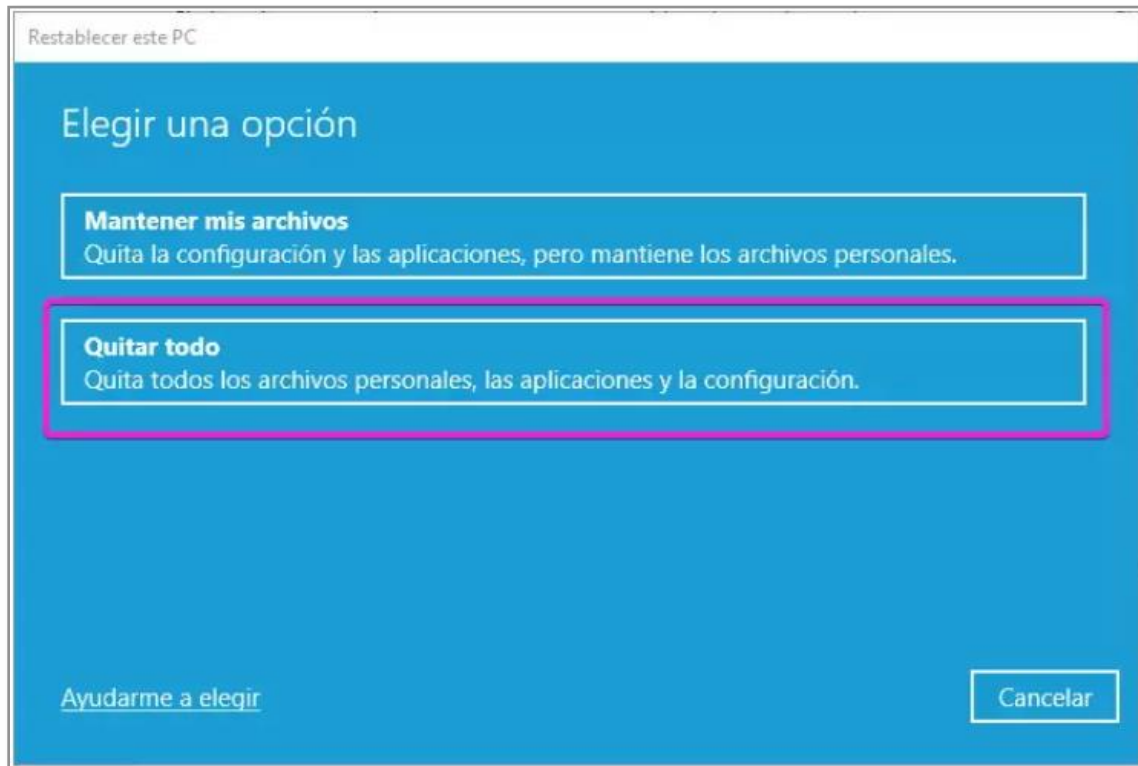 Restablecer este PC
Elegir una opción
Mantener mis archivos
Quita la configuración y las aplicaciones, pero mantiene los archivos personales.
Quitar todo
Quita todos los archivos personales, las aplicaciones y la configuración.
Ayudarme a elegir
Cancelar